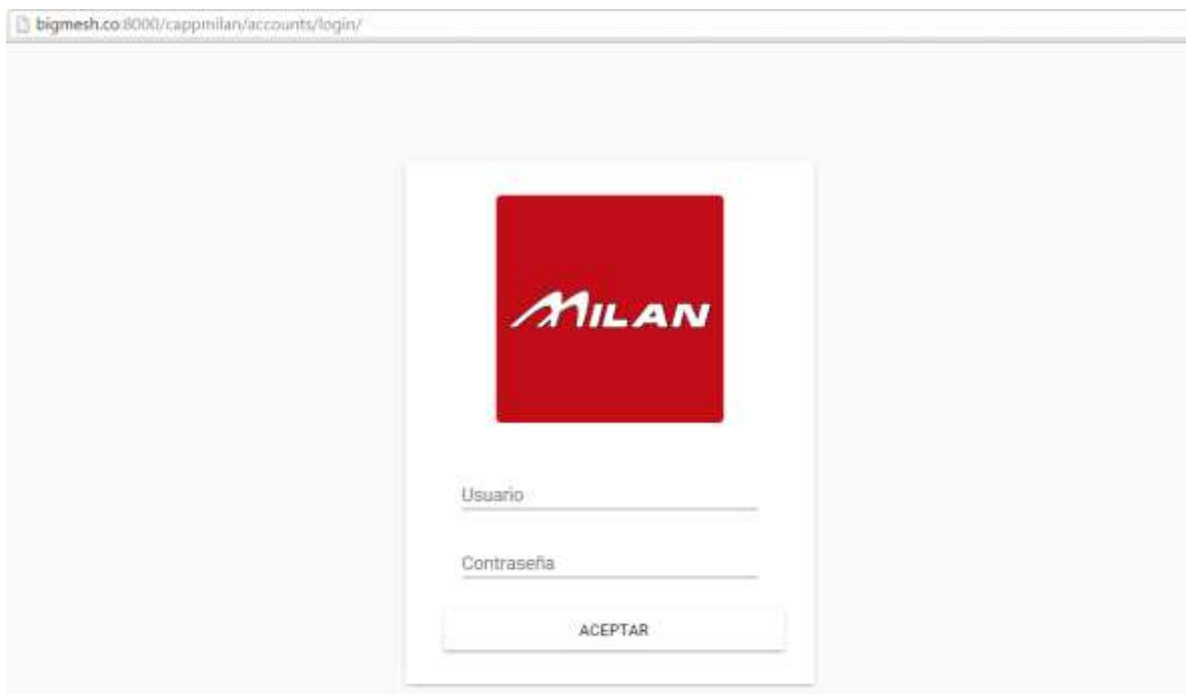 bigmesh.co:8000/cappmilan/accounts/login/
MILAN
Usuario
Contraseña
ACEPTAR